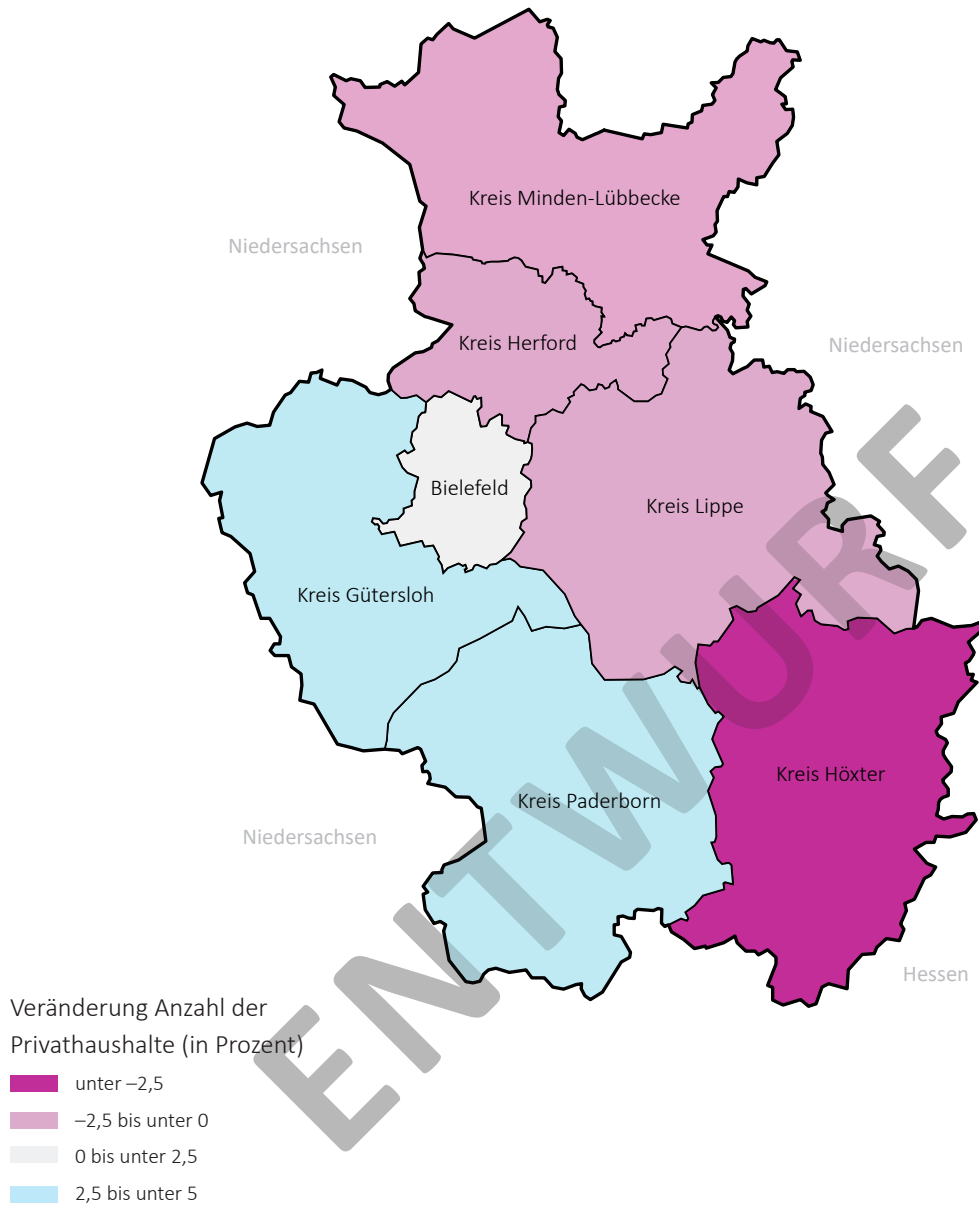 Kreis Minden-Lübbecke
Niedersachsen
Kreis Herford
Niedersachsen
Bielefeld
Kreis Lippe
Kreis Gütersloh
Kreis Höxter
Kreis Paderborn
Niedersachsen
Hessen
ENTWURF
Veränderung Anzahl der
Privathaushalte (in Prozent)
unter –2,5
–2,5 bis unter 0
0 bis unter 2,5
2,5 bis unter 5